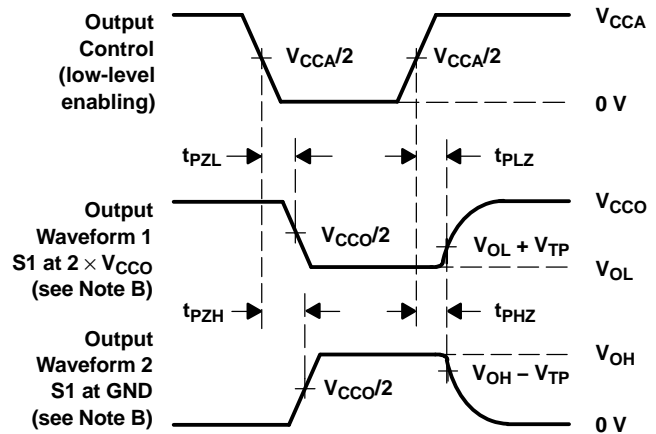 Output
Control
(low-level
enabling)
VCCA/2
VCCA/2
VCCA
0 V
tPZL
tPLZ
Output
Waveform 1
S1 at 2 × VCCO
(see Note B)
VCCO/2
VCCO
VOL + VTP
VOL
tPZH
tPHZ
Output
Waveform 2
S1 at GND
(see Note B)
VCCO/2
VOH
VOH − VTP
0 V